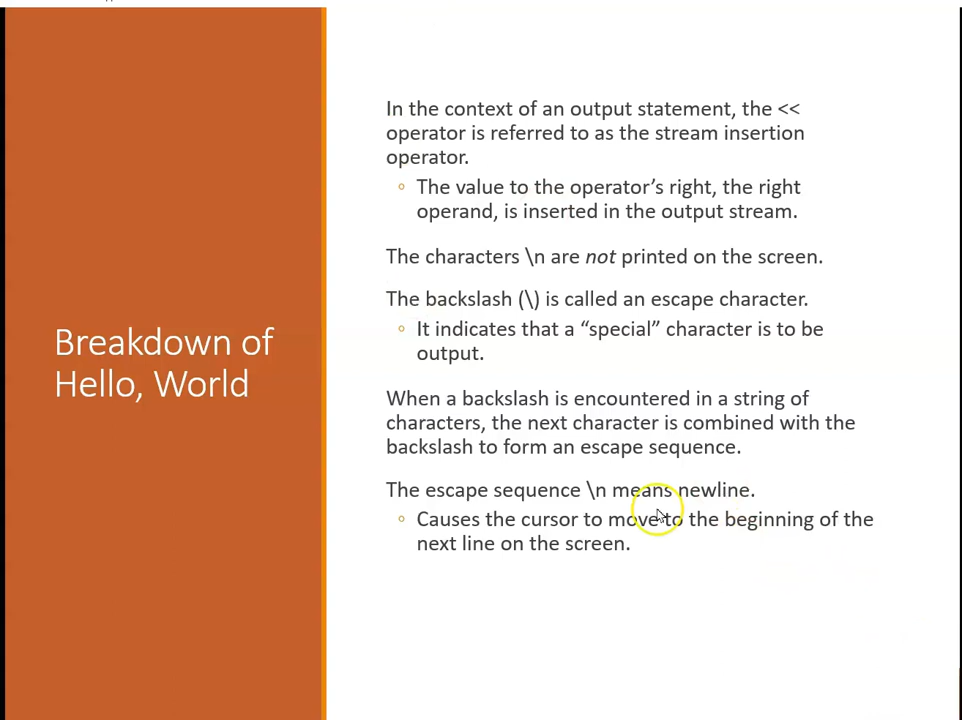 Breakdown of
Hello, World
In the context of an output statement, the <<
operator is referred to as the stream insertion
operator.
◦ The value to the operator’s right, the right
operand, is inserted in the output stream.
The characters \n are not printed on the screen.
The backslash (\) is called an escape character.
◦ It indicates that a “special” character is to be
output.
When a backslash is encountered in a string of
characters, the next character is combined with the
backslash to form an escape sequence.
The escape sequence \n means newline.
◦ Causes the cursor to move to the beginning of the
next line on the screen.